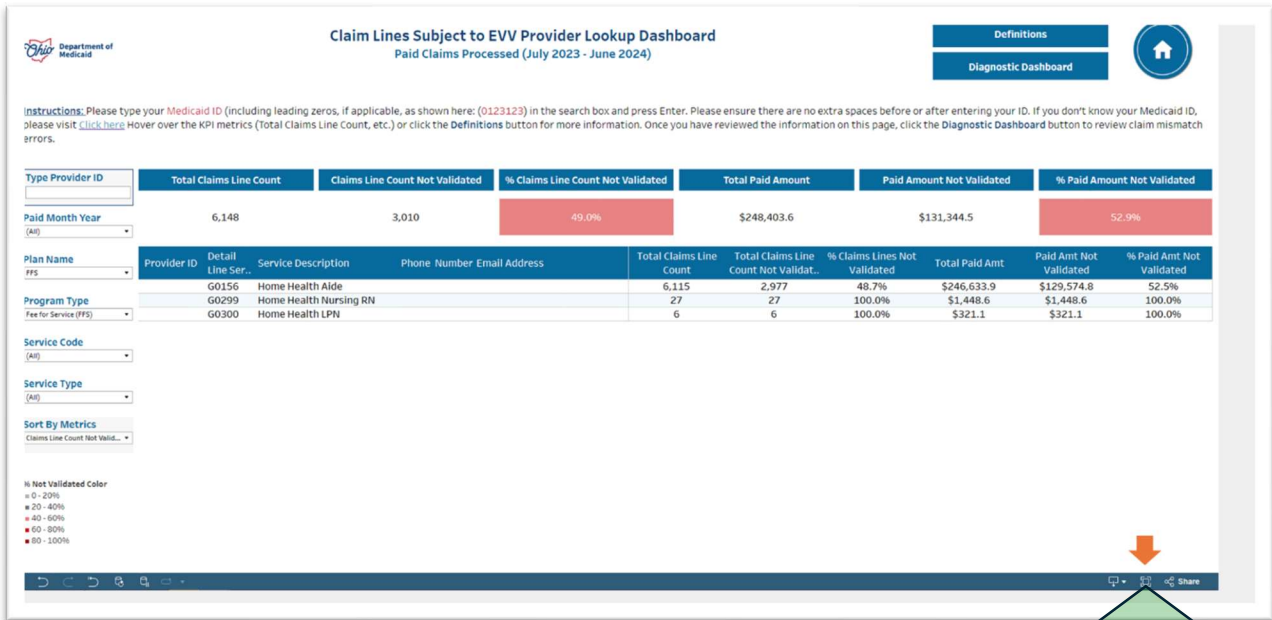 Ohio
Department of
Medicaid
Claim Lines Subject to EVV Provider Lookup Dashboard
Paid Claims Processed (July 2023 - June 2024)
Definitions
Diagnostic Dashboard
Instructions: Please type your Medicaid ID (including leading zeros, if applicable, as shown here: (0123123) in the search box and press Enter. Please ensure there are no extra spaces before or after entering your ID. If you don't know your Medicaid ID,
please visit Click here Hover over the KPI metrics (Total Claims Line Count, etc.) or click the Definitions button for more information. Once you have reviewed the information on this page, click the Diagnostic Dashboard button to review claim mismatch
errors.
Type Provider ID
Paid Month Year
(All)
Plan Name
FFS
Program Type
Fee for Service (FFS)
Service Code
(All)
Service Type
(All)
Sort By Metrics
Claims Line Count Not Valid...
% Not Validated Color
0 - 20%
20 - 40%
40 - 60%
60 - 80%
80 - 100%
Total Claims Line Count Claims Line Count Not Validated % Claims Line Count Not Validated Total Paid Amount Paid Amount Not Validated % Paid Amount Not Validated
6,148 3,010 49.0% $248,403.6 $131,344.5 52.9%
Provider ID Detail Line Ser.. Service Description Phone Number Email Address Total Claims Line Count Total Claims Line Count Not Validat.. % Claims Lines Not Validated Total Paid Amt Paid Amt Not Validated % Paid Amt Not Validated
G0156 Home Health Aide 6,115 2,977 48.7% $246,633.9 $129,574.8 52.5%
G0299 Home Health Nursing RN 27 27 100.0% $1,448.6 $1,448.6 100.0%
G0300 Home Health LPN 6 6 100.0% $321.1 $321.1 100.0%
Share